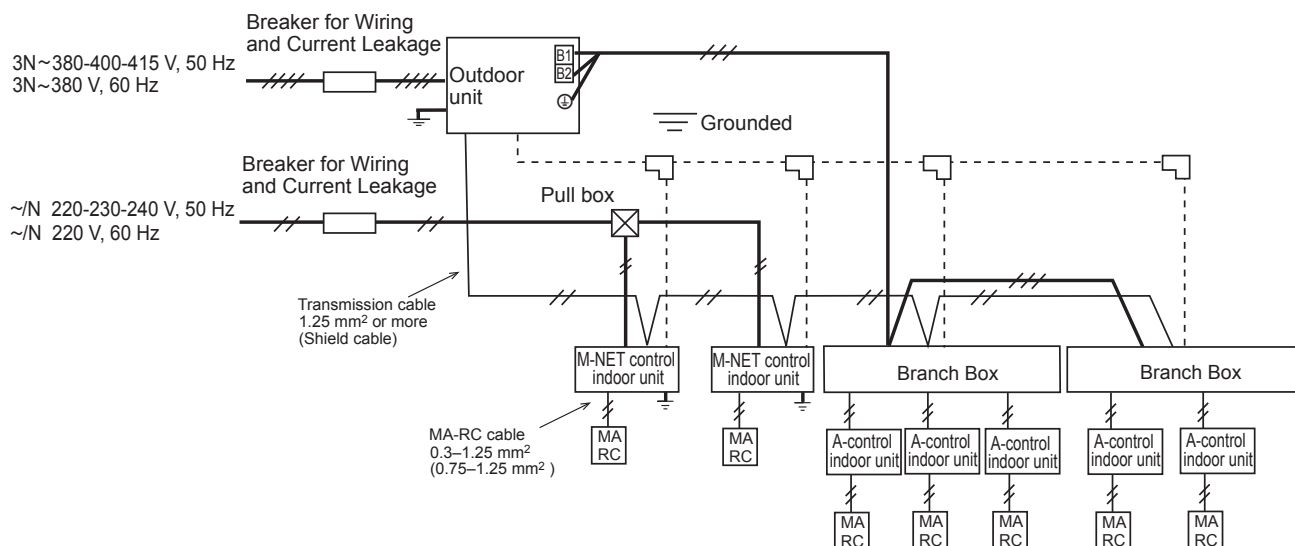 Breaker for Wiring
and Current Leakage
3N~380-400-415 V, 50 Hz
3N~380 V, 60 Hz
Outdoor
unit
B1
B2
Grounded
Breaker for Wiring
and Current Leakage
~/N 220-230-240 V, 50 Hz
~/N 220 V, 60 Hz
Pull box
Transmission cable
1.25 mm² or more
(Shield cable)
M-NET control
indoor unit
M-NET control
indoor unit
Branch Box
Branch Box
MA-RC cable
0.3–1.25 mm²
(0.75–1.25 mm² )
MA
RC
MA
RC
A-control
indoor unit
A-control
indoor unit
A-control
indoor unit
A-control
indoor unit
A-control
indoor unit
MA
RC
MA
RC
MA
RC
MA
RC
MA
RC